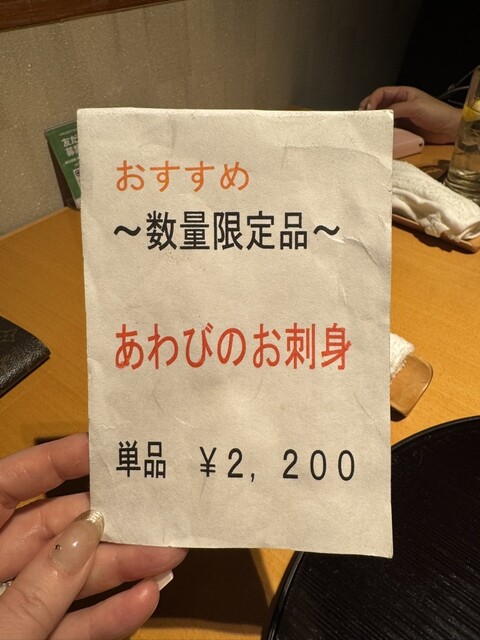 おすすめ
～数量限定品～
あわびのお刺身
単品 ¥2,200